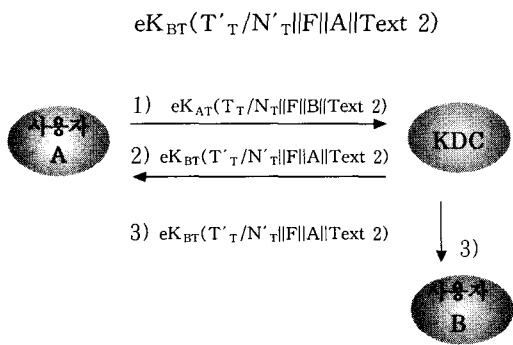 eK_BT(T′_T/N′_T||F||A||Text 2)
1) eK_AT(T_T/N_T||F||B||Text 2)
사용자
A
KDC
2) eK_BT(T′_T/N′_T||F||A||Text 2)
3) eK_BT(T′_T/N′_T||F||A||Text 2)
3)
사용자
B